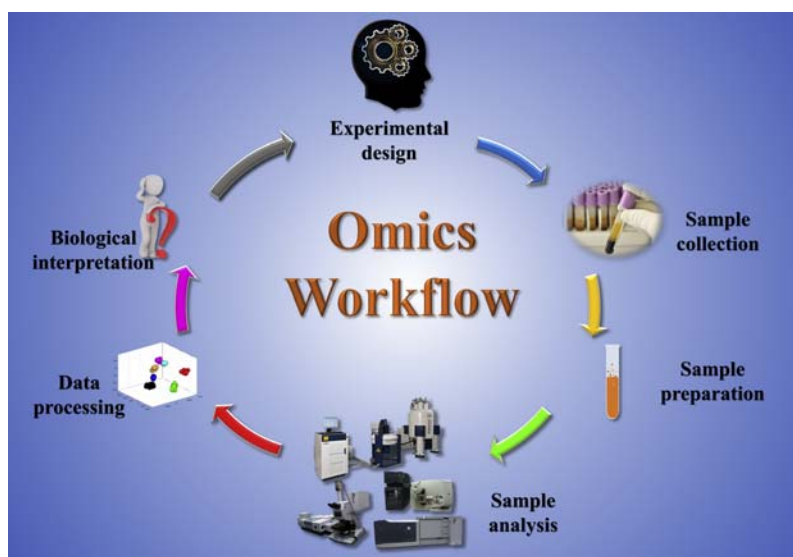 Experimental
design
Sample
collection
Sample
preparation
Sample
analysis
Data
processing
Biological
interpretation
Omics
Workflow